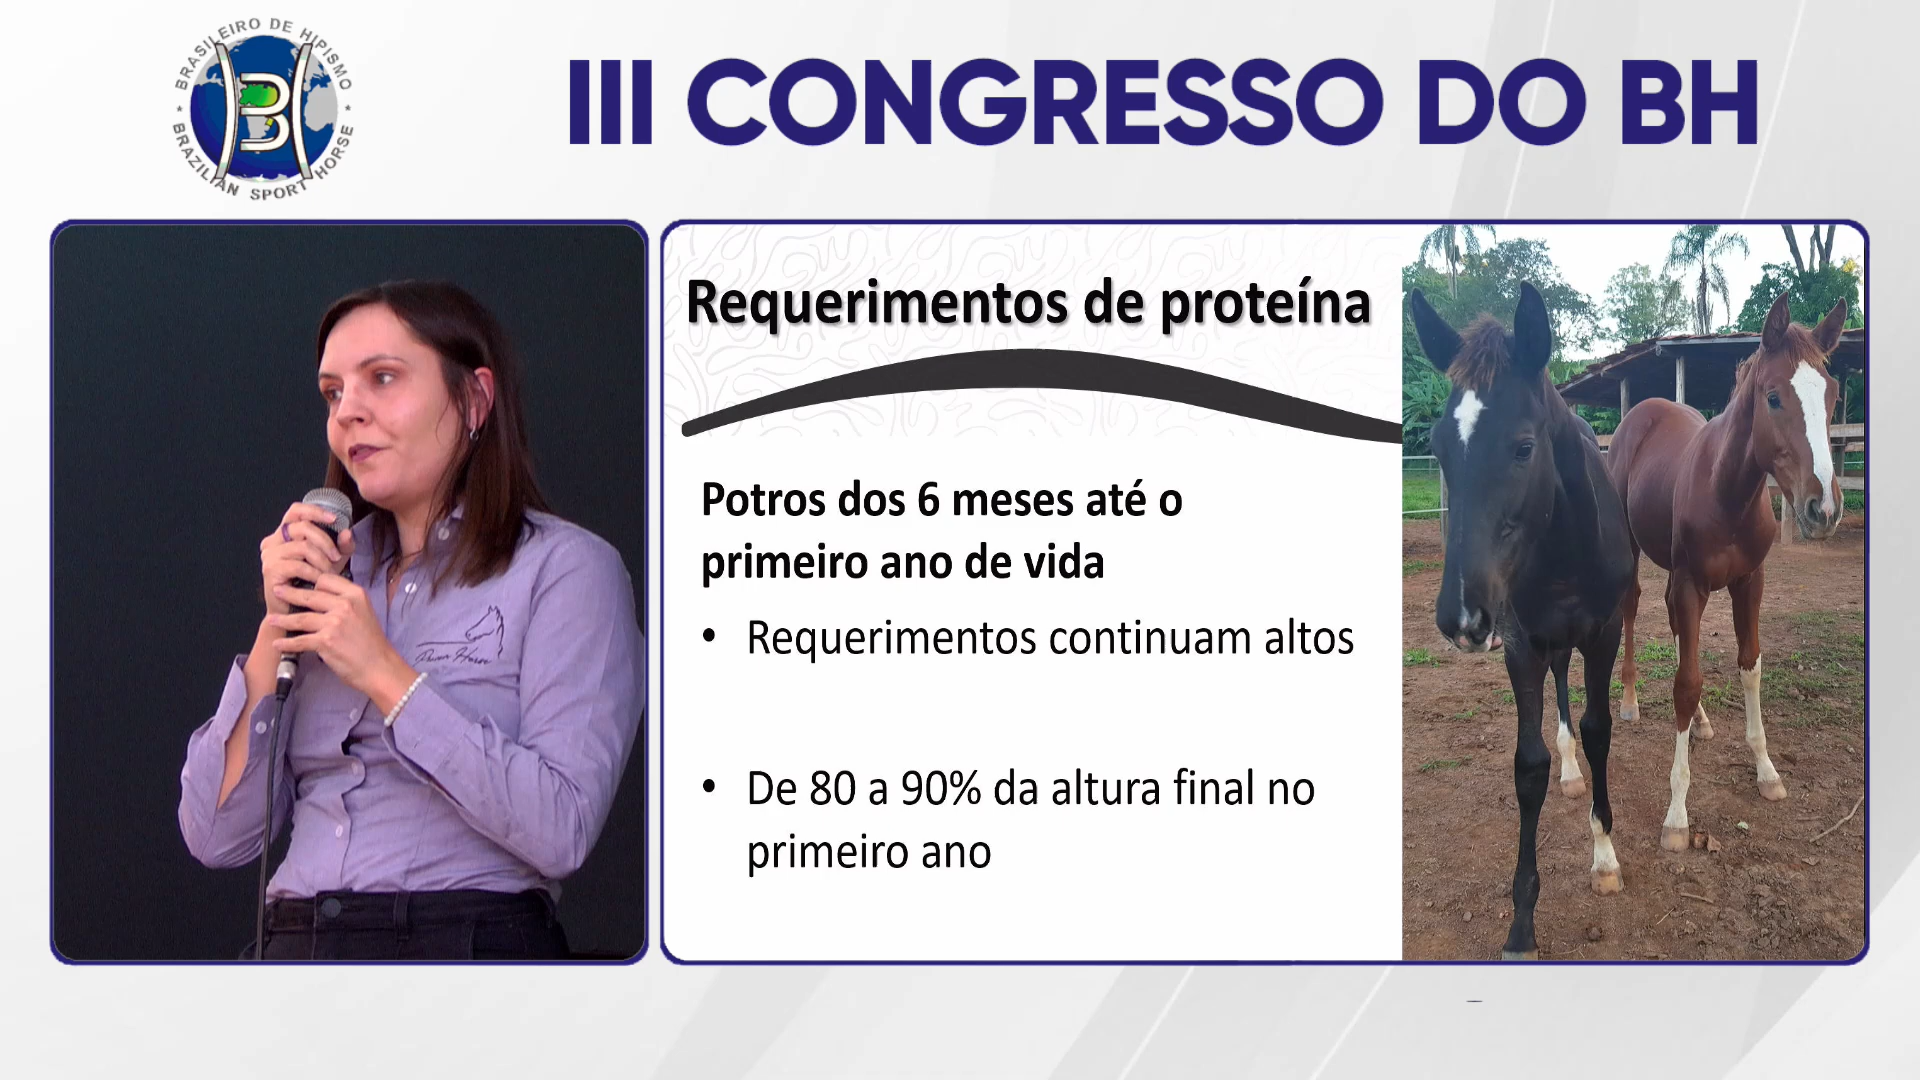 BRASILEIRO DE HIPISMO
BRAZILIAN SPORT HORSE
III CONGRESSO DO BH
Requerimentos de proteína
Potros dos 6 meses até o
primeiro ano de vida
• Requerimentos continuam altos
• De 80 a 90% da altura final no
primeiro ano